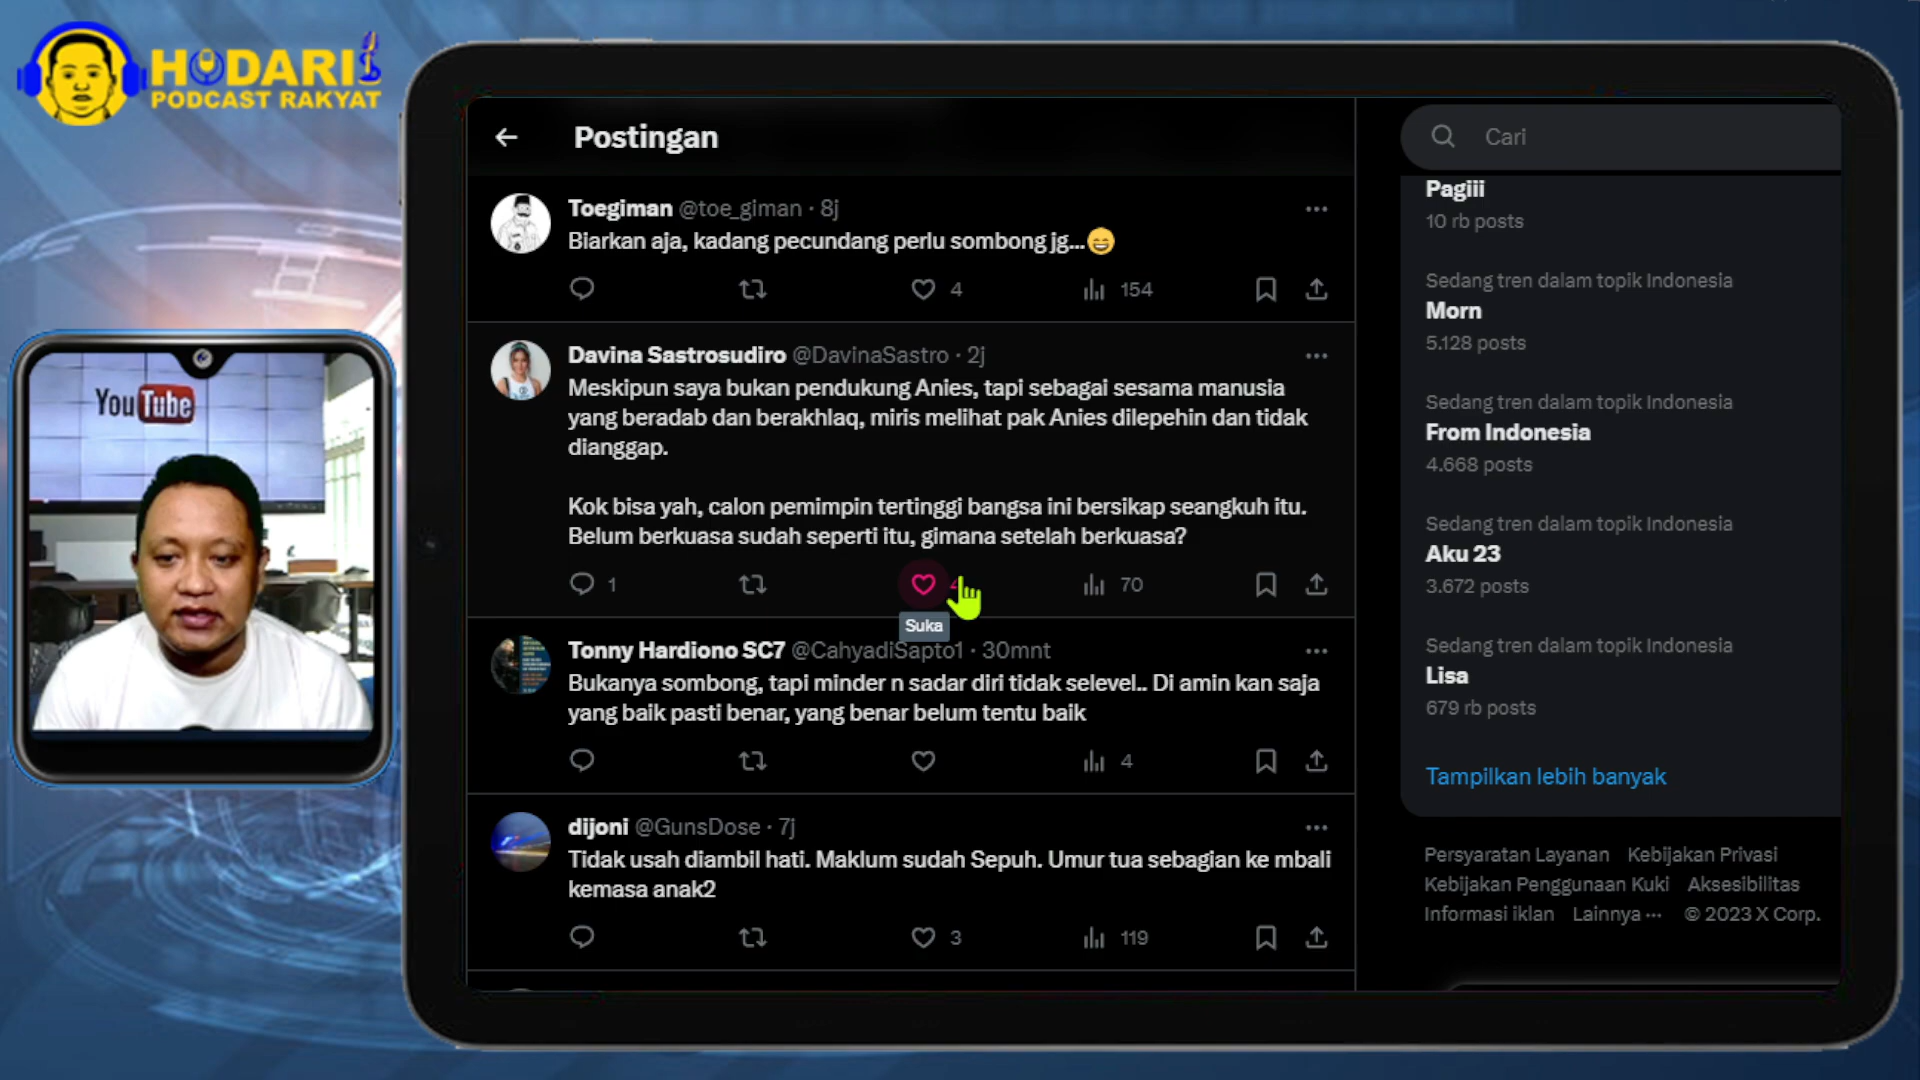 HODARI
PODCAST RAKYAT
YouTube
Postingan
Toegiman @toe_giman · 8j
Biarkan aja, kadang pecundang perlu sombong jg...😄
4
154
Davina Sastrosudiro @DavinaSastro · 2j
Meskipun saya bukan pendukung Anies, tapi sebagai sesama manusia
yang beradab dan berakhlaq, miris melihat pak Anies dilepehin dan tidak
dianggap.
Kok bisa yah, calon pemimpin tertinggi bangsa ini bersikap seangkuh itu.
Belum berkuasa sudah seperti itu, gimana setelah berkuasa?
1
70
Suka
Tonny Hardiono SC7 @CahyadiSapto1 · 30mnt
Bukanya sombong, tapi minder n sadar diri tidak selevel.. Di amin kan saja
yang baik pasti benar, yang benar belum tentu baik
4
dijoni @GunsDose · 7j
Tidak usah diambil hati. Maklum sudah Sepuh. Umur tua sebagian ke mbali
kemasa anak2
3
119
Cari
Pagiii
10 rb posts
Sedang tren dalam topik Indonesia
Morn
5.128 posts
Sedang tren dalam topik Indonesia
From Indonesia
4.668 posts
Sedang tren dalam topik Indonesia
Aku 23
3.672 posts
Sedang tren dalam topik Indonesia
Lisa
679 rb posts
Tampilkan lebih banyak
Persyaratan Layanan Kebijakan Privasi
Kebijakan Penggunaan Kuki Aksesibilitas
Informasi iklan Lainnya ··· © 2023 X Corp.